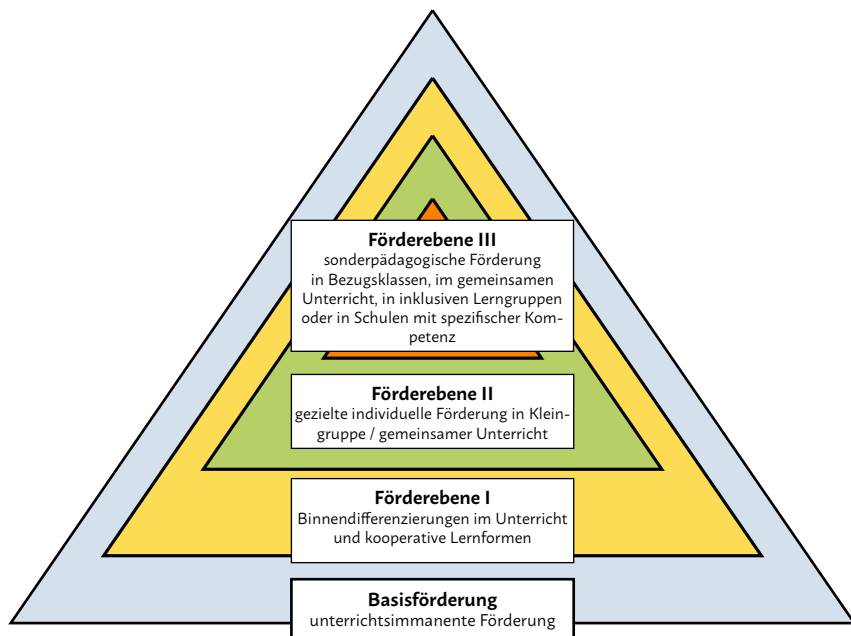 Förderebene III
sonderpädagogische Förderung
in Bezugsklassen, im gemeinsamen
Unterricht, in inklusiven Lerngruppen
oder in Schulen mit spezifischer Kom-
petenz
Förderebene II
gezielte individuelle Förderung in Klein-
gruppe / gemeinsamer Unterricht
Förderebene I
Binnendifferenzierungen im Unterricht
und kooperative Lernformen
Basisförderung
unterrichtsimmanente Förderung